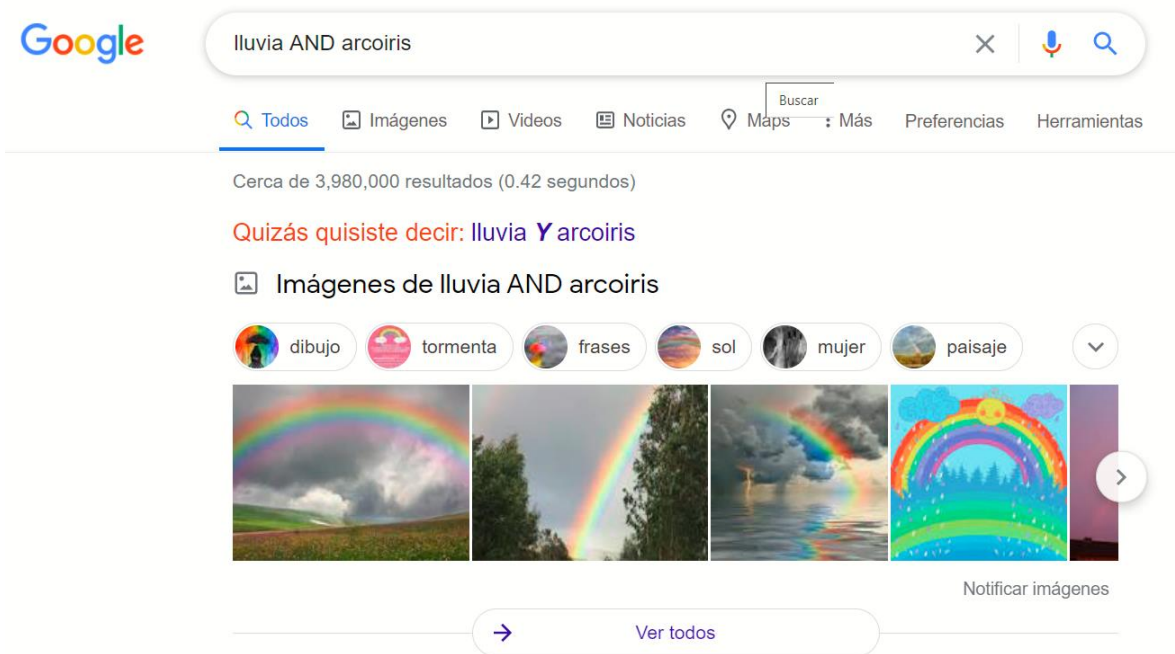 Google
lluvia AND arcoiris
Buscar
Todos Imágenes Videos Noticias Maps Más Preferencias Herramientas
Cerca de 3,980,000 resultados (0.42 segundos)
Quizás quisiste decir: lluvia Y arcoiris
Imágenes de lluvia AND arcoiris
dibujo tormenta frases sol mujer paisaje
Notificar imágenes
Ver todos